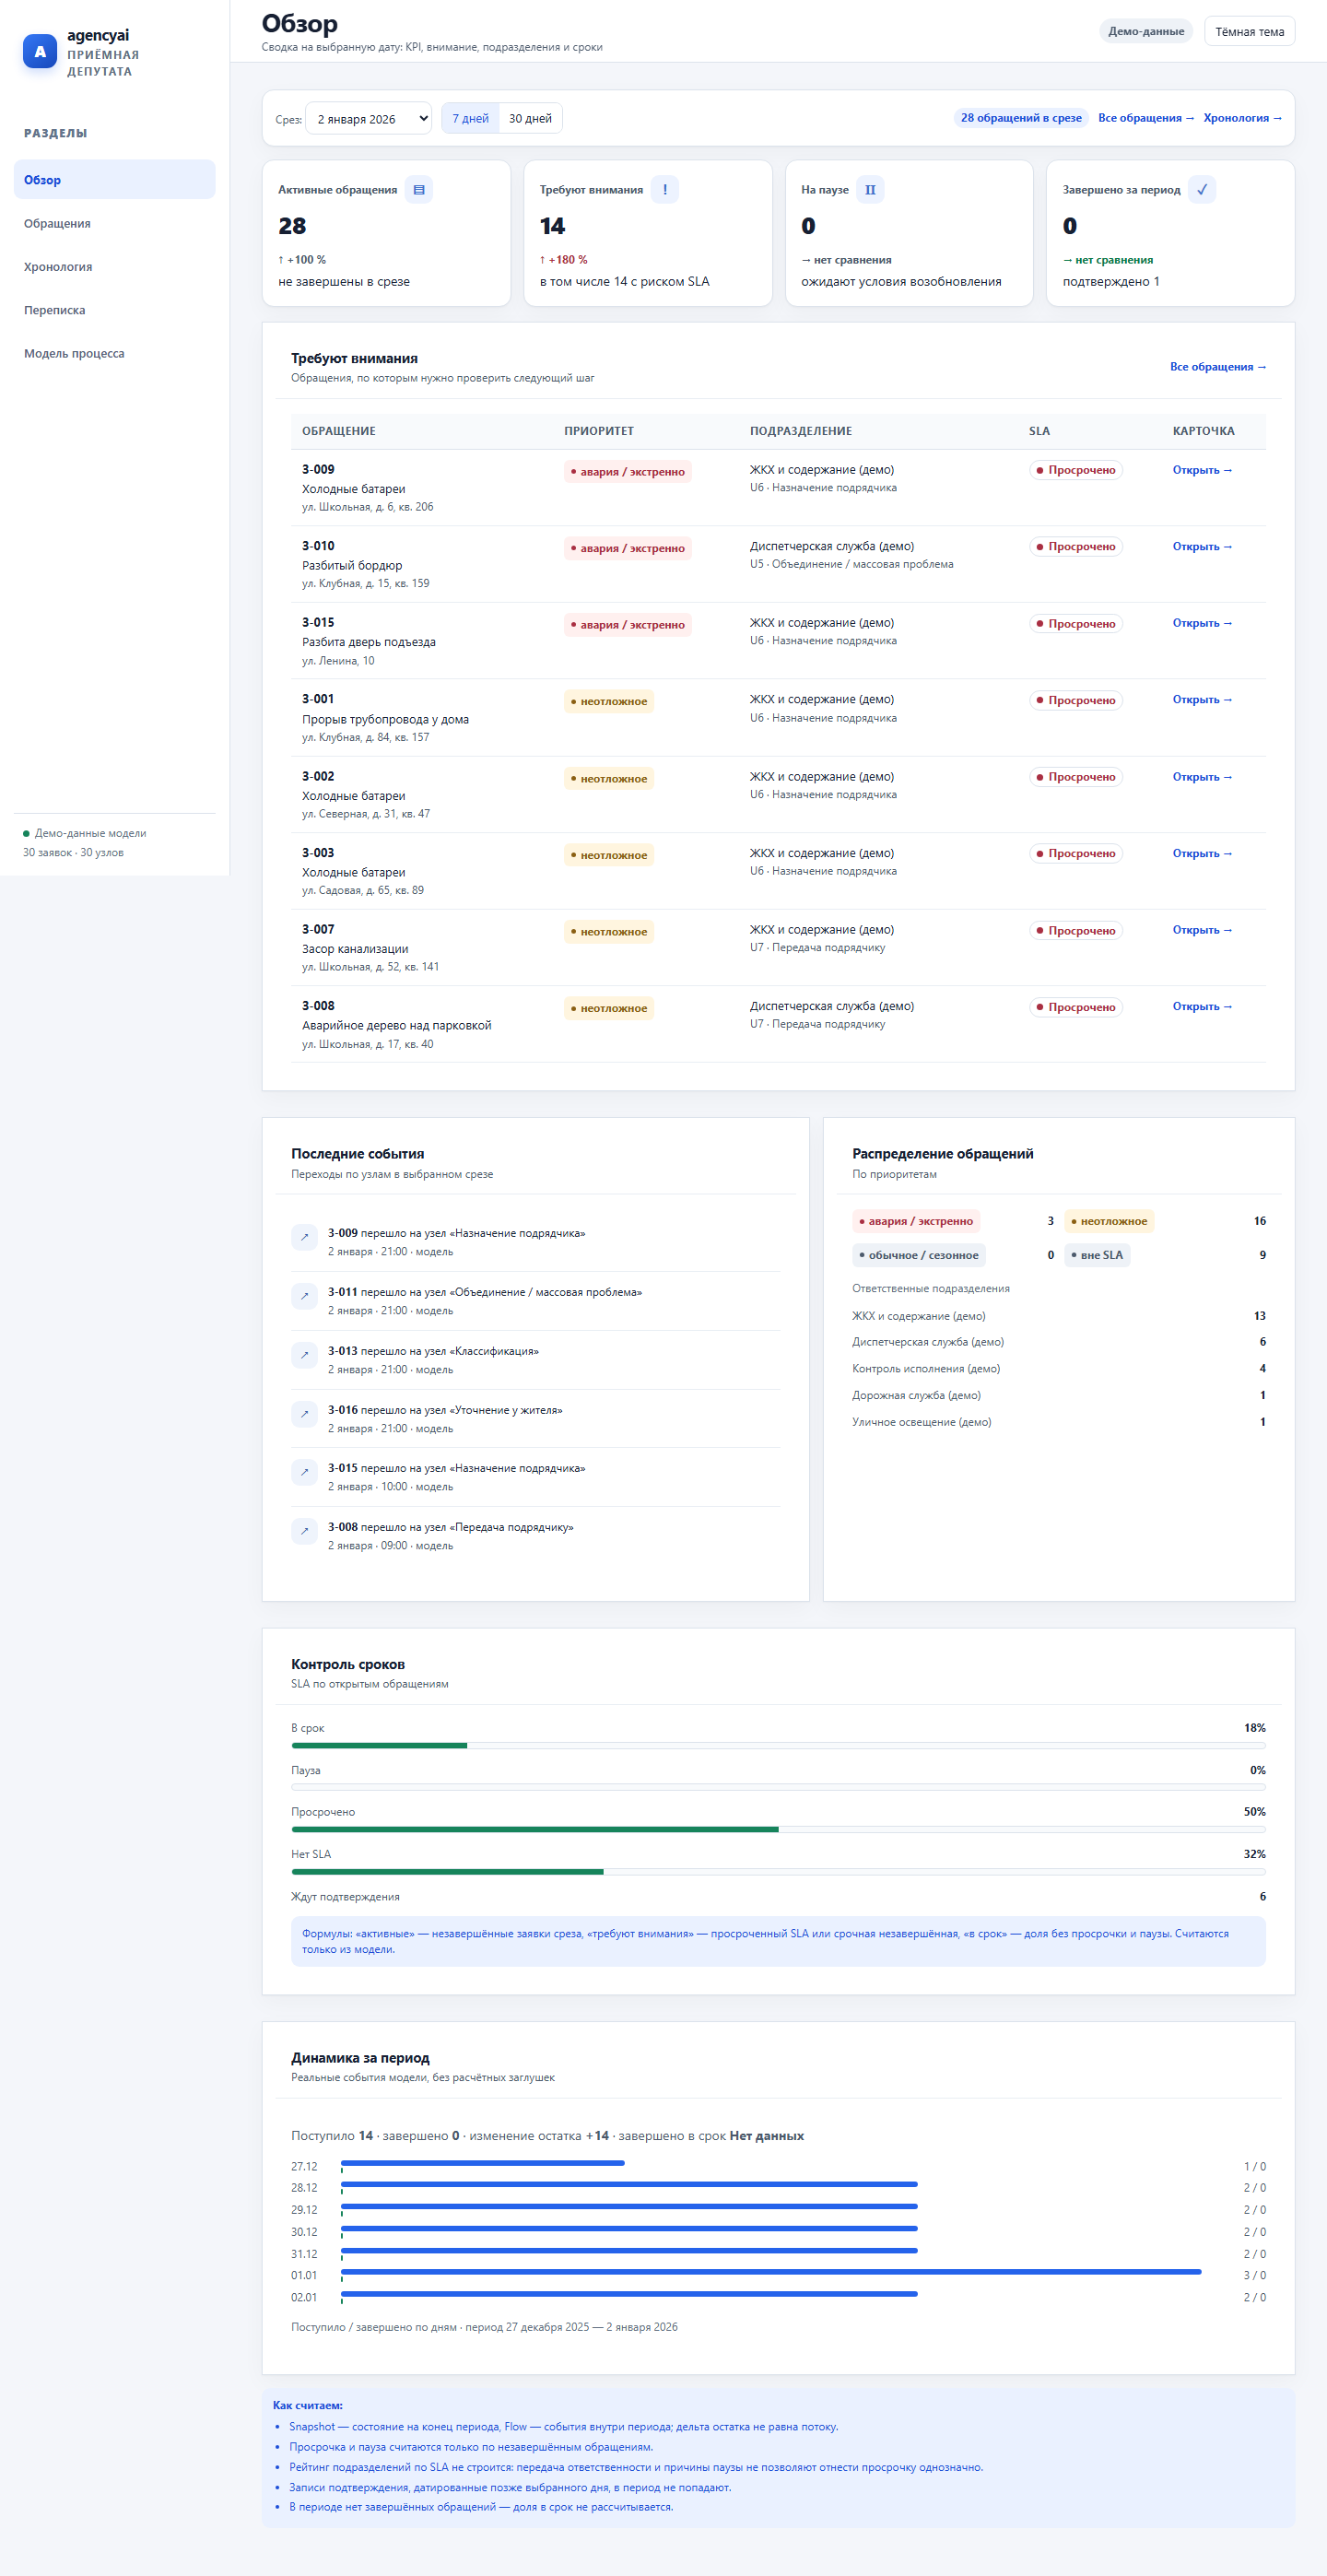 A
agencyai
ПРИЁМНАЯ
ДЕПУТАТА
РАЗДЕЛЫ
Обзор
Обращения
Хронология
Переписка
Модель процесса
Демо-данные модели
30 заявок · 30 узлов
Обзор
Сводка на выбранную дату: KPI, внимание, подразделения и сроки
Демо-данные
Тёмная тема
Срез: 2 января 2026
7 дней 30 дней
28 обращений в срезе Все обращения → Хронология →
Активные обращения
28
↑ +100 %
не завершены в срезе
Требуют внимания !
14
↑ +180 %
в том числе 14 с риском SLA
На паузе
0
→ нет сравнения
ожидают условия возобновления
Завершено за период ✓
0
→ нет сравнения
подтверждено 1
Требуют внимания
Обращения, по которым нужно проверить следующий шаг
Все обращения →
ОБРАЩЕНИЕ ПРИОРИТЕТ ПОДРАЗДЕЛЕНИЕ SLA КАРТОЧКА
З-009 авария / экстренно ЖКХ и содержание (демо) Просрочено Открыть →
Холодные батареи U6 · Назначение подрядчика
ул. Школьная, д. 6, кв. 206
З-010 авария / экстренно Диспетчерская служба (демо) Просрочено Открыть →
Разбитый бордюр U5 · Объединение / массовая проблема
ул. Клубная, д. 15, кв. 159
З-015 авария / экстренно ЖКХ и содержание (демо) Просрочено Открыть →
Разбита дверь подъезда U6 · Назначение подрядчика
ул. Ленина, 10
З-001 неотложное ЖКХ и содержание (демо) Просрочено Открыть →
Прорыв трубопровода у дома U6 · Назначение подрядчика
ул. Клубная, д. 84, кв. 157
З-002 неотложное ЖКХ и содержание (демо) Просрочено Открыть →
Холодные батареи U6 · Назначение подрядчика
ул. Северная, д. 31, кв. 47
З-003 неотложное ЖКХ и содержание (демо) Просрочено Открыть →
Холодные батареи U6 · Назначение подрядчика
ул. Садовая, д. 65, кв. 89
З-007 неотложное ЖКХ и содержание (демо) Просрочено Открыть →
Засор канализации U7 · Передача подрядчику
ул. Школьная, д. 52, кв. 141
З-008 неотложное Диспетчерская служба (демо) Просрочено Открыть →
Аварийное дерево над парковкой U7 · Передача подрядчику
ул. Школьная, д. 17, кв. 40
Последние события
Переходы по узлам в выбранном срезе
З-009 перешло на узел «Назначение подрядчика»
2 января · 21:00 · модель
З-011 перешло на узел «Объединение / массовая проблема»
2 января · 21:00 · модель
З-013 перешло на узел «Классификация»
2 января · 21:00 · модель
З-016 перешло на узел «Уточнение у жителя»
2 января · 21:00 · модель
З-015 перешло на узел «Назначение подрядчика»
2 января · 10:00 · модель
З-008 перешло на узел «Передача подрядчику»
2 января · 09:00 · модель
Распределение обращений
По приоритетам
авария / экстренно 3 неотложное 16
обычное / сезонное 0 вне SLA 9
Ответственные подразделения
ЖКХ и содержание (демо) 13
Диспетчерская служба (демо) 6
Контроль исполнения (демо) 4
Дорожная служба (демо) 1
Уличное освещение (демо) 1
Контроль сроков
SLA по открытым обращениям
В срок 18%
Пауза 0%
Просрочено 50%
Нет SLA 32%
Ждут подтверждения 6
Формулы: «активные» — незавершённые заявки среза, «требуют внимания» — просроченный SLA или срочная незавершённая, «в срок» — доля без просрочки и паузы. Считаются
только из модели.
Динамика за период
Реальные события модели, без расчётных заглушек
Поступило 14 · завершено 0 · изменение остатка +14 · завершено в срок Нет данных
27.12 1 / 0
28.12 2 / 0
29.12 2 / 0
30.12 2 / 0
31.12 2 / 0
01.01 3 / 0
02.01 2 / 0
Поступило / завершено по дням · период 27 декабря 2025 — 2 января 2026
Как считаем:
• Snapshot — состояние на конец периода, Flow — события внутри периода; дельта остатка не равна потоку.
• Просрочка и пауза считаются только по незавершённым обращениям.
• Рейтинг подразделений по SLA не строится: передача ответственности и причины паузы не позволяют отнести просрочку однозначно.
• Записи подтверждения, датированные позже выбранного дня, в период не попадают.
• В периоде нет завершённых обращений — доля в срок не рассчитывается.